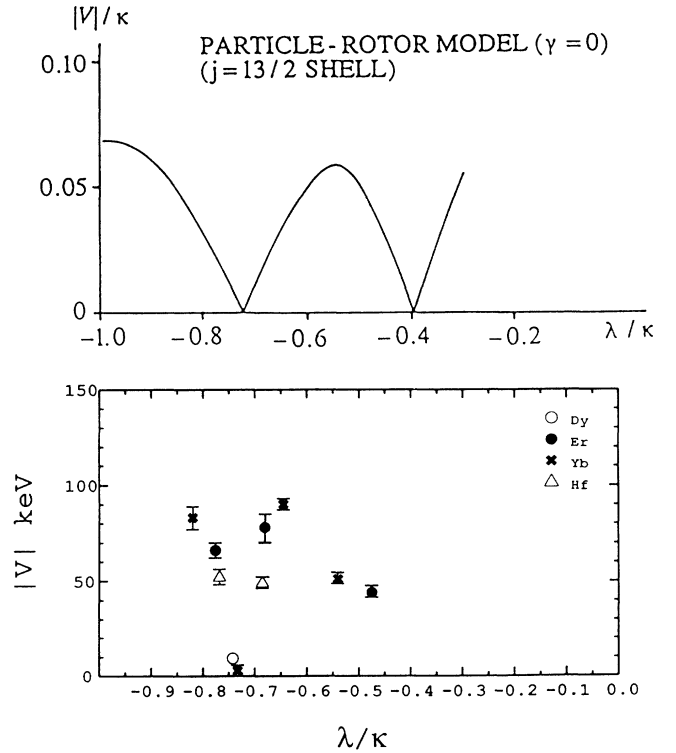 |V| / κ
PARTICLE-ROTOR MODEL (γ = 0)
(j = 13/2 SHELL)
0.10
0.05
0
-1.0 -0.8 -0.6 -0.4 -0.2 λ / κ
150
100
50
0
|V| keV
Dy
Er
Yb
Hf
-0.9 -0.8 -0.7 -0.6 -0.5 -0.4 -0.3 -0.2 -0.1 0.0
λ/κ